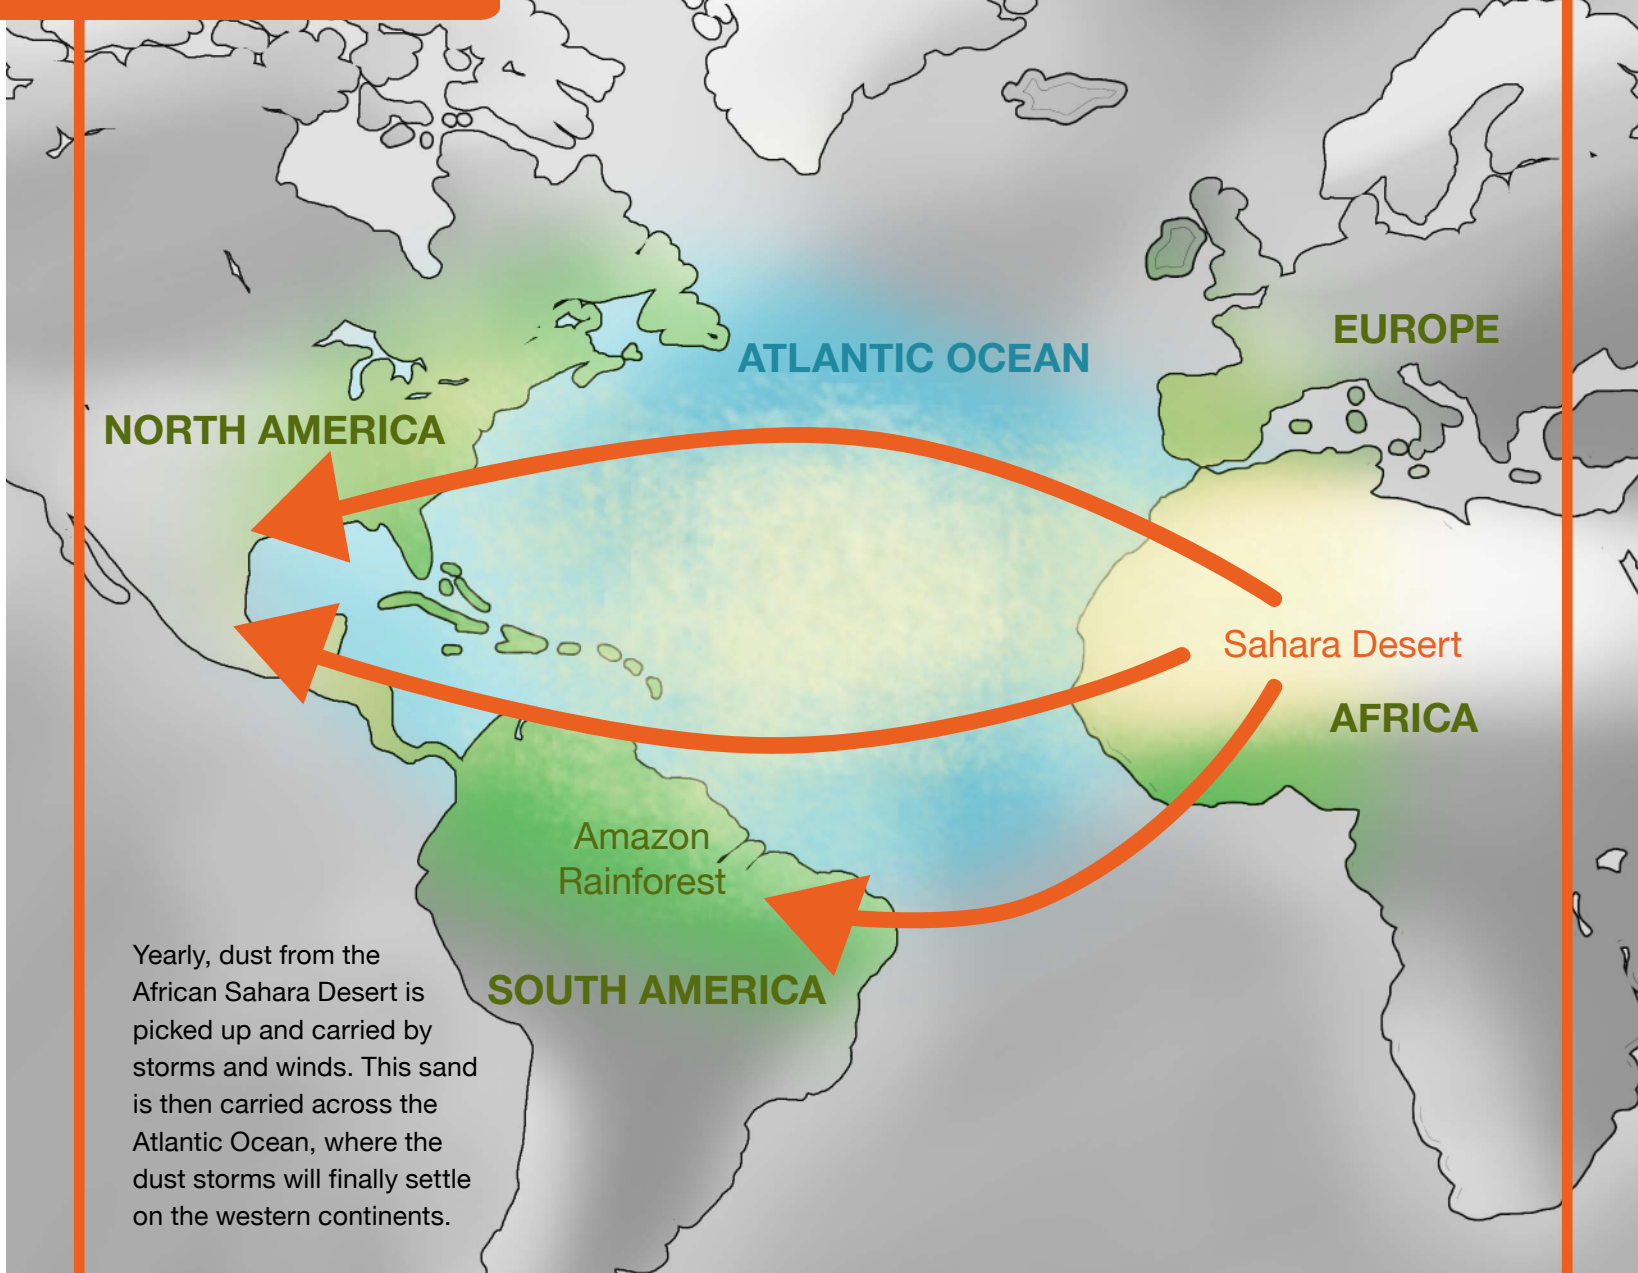 EUROPE
ATLANTIC OCEAN
NORTH AMERICA
Sahara Desert
AFRICA
Amazon
Rainforest
SOUTH AMERICA
Yearly, dust from the
African Sahara Desert is
picked up and carried by
storms and winds. This sand
is then carried across the
Atlantic Ocean, where the
dust storms will finally settle
on the western continents.